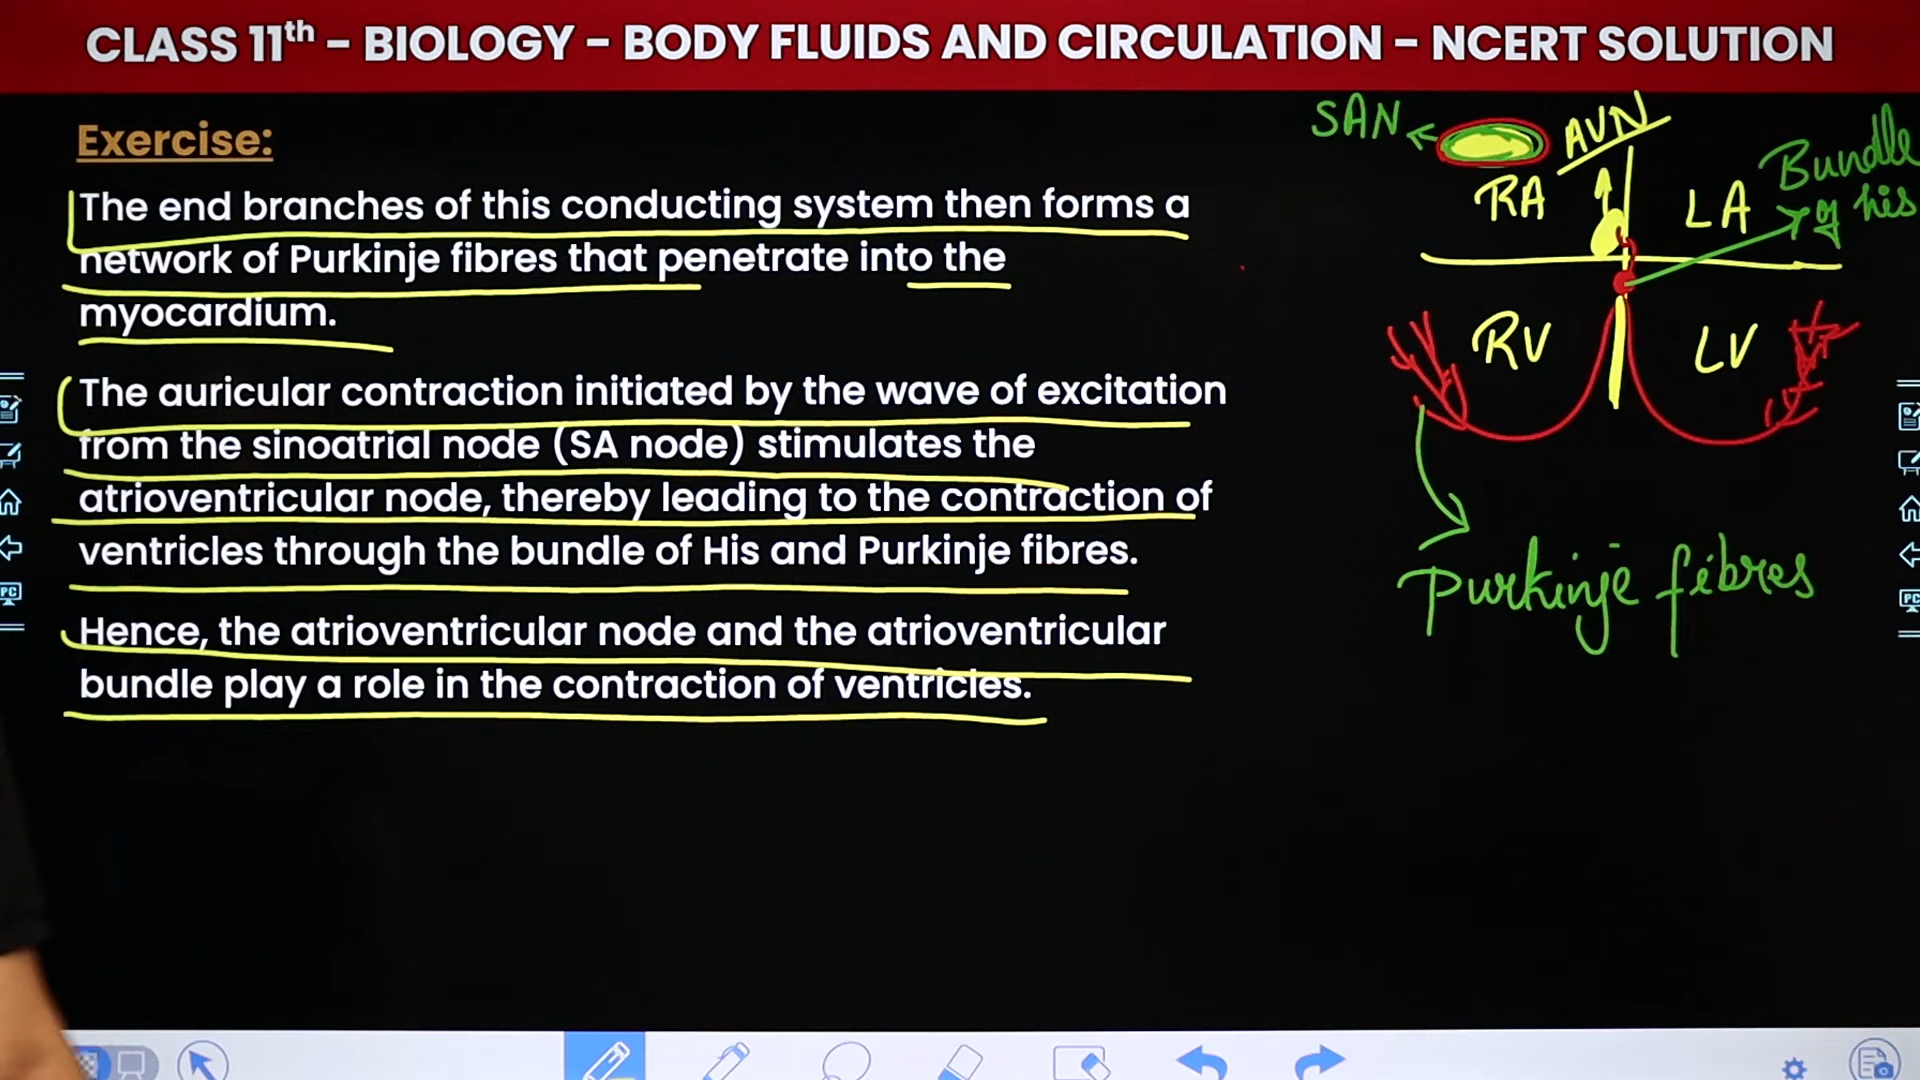 CLASS 11th - BIOLOGY - BODY FLUIDS AND CIRCULATION - NCERT SOLUTION
Exercise:
The end branches of this conducting system then forms a
network of Purkinje fibres that penetrate into the
myocardium.
The auricular contraction initiated by the wave of excitation
from the sinoatrial node (SA node) stimulates the
atrioventricular node, thereby leading to the contraction of
ventricles through the bundle of His and Purkinje fibres.
Hence, the atrioventricular node and the atrioventricular
bundle play a role in the contraction of ventricles.
SAN
AVN
Bundle
of his
RA
LA
RV
LV
Purkinje fibres
PC
PC